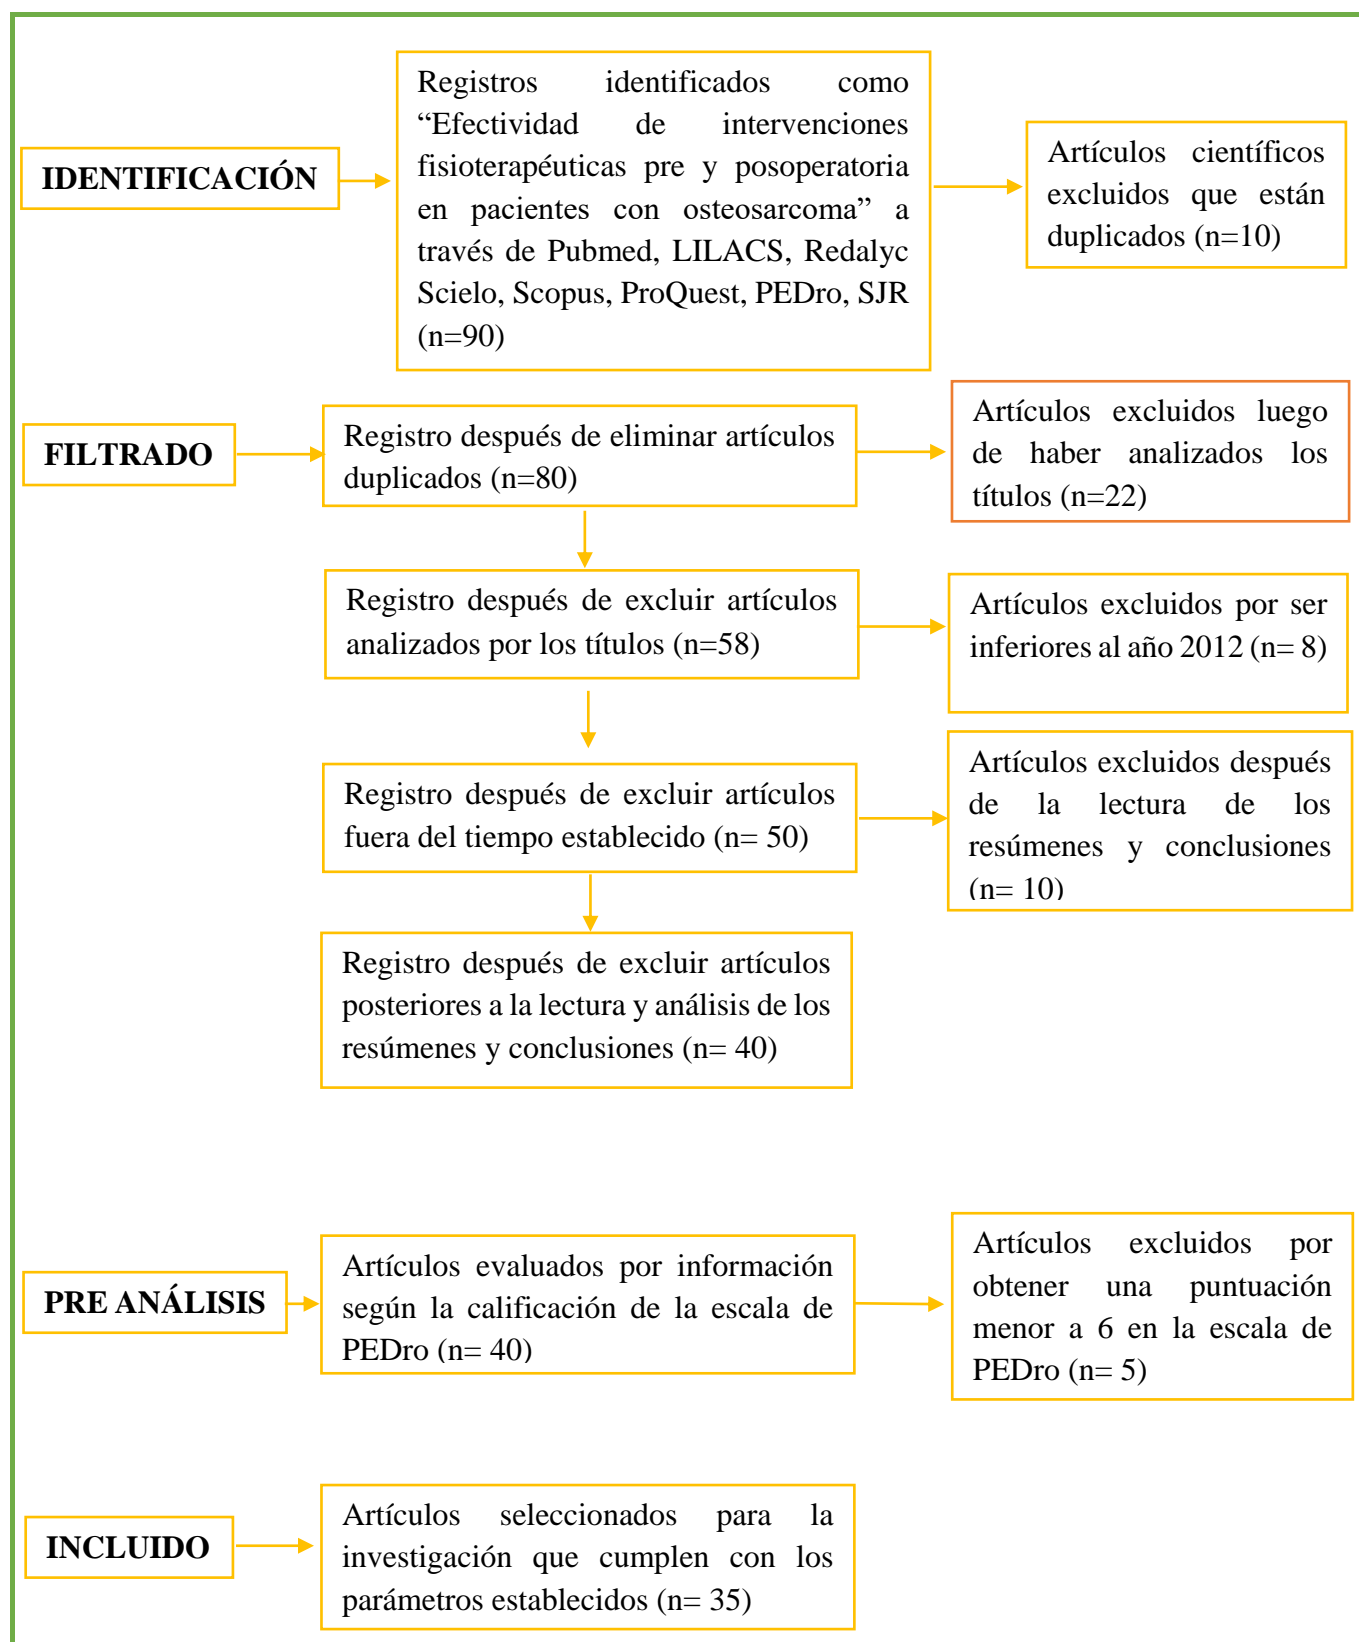 IDENTIFICACIÓN
Registros identificados como
“Efectividad de intervenciones
fisioterapéuticas pre y posoperatoria
en pacientes con osteosarcoma” a
través de Pubmed, LILACS, Redalyc
Scielo, Scopus, ProQuest, PEDro, SJR
(n=90)
Artículos científicos
excluidos que están
duplicados (n=10)
FILTRADO
Registro después de eliminar artículos
duplicados (n=80)
Artículos excluidos luego
de haber analizados los
títulos (n=22)
Registro después de excluir artículos
analizados por los títulos (n=58)
Artículos excluidos por ser
inferiores al año 2012 (n= 8)
Registro después de excluir artículos
fuera del tiempo establecido (n= 50)
Artículos excluidos después
de la lectura de los
resúmenes y conclusiones
(n= 10)
Registro después de excluir artículos
posteriores a la lectura y análisis de los
resúmenes y conclusiones (n= 40)
PRE ANÁLISIS
Artículos evaluados por información
según la calificación de la escala de
PEDro (n= 40)
Artículos excluidos por
obtener una puntuación
menor a 6 en la escala de
PEDro (n= 5)
INCLUIDO
Artículos seleccionados para la
investigación que cumplen con los
parámetros establecidos (n= 35)